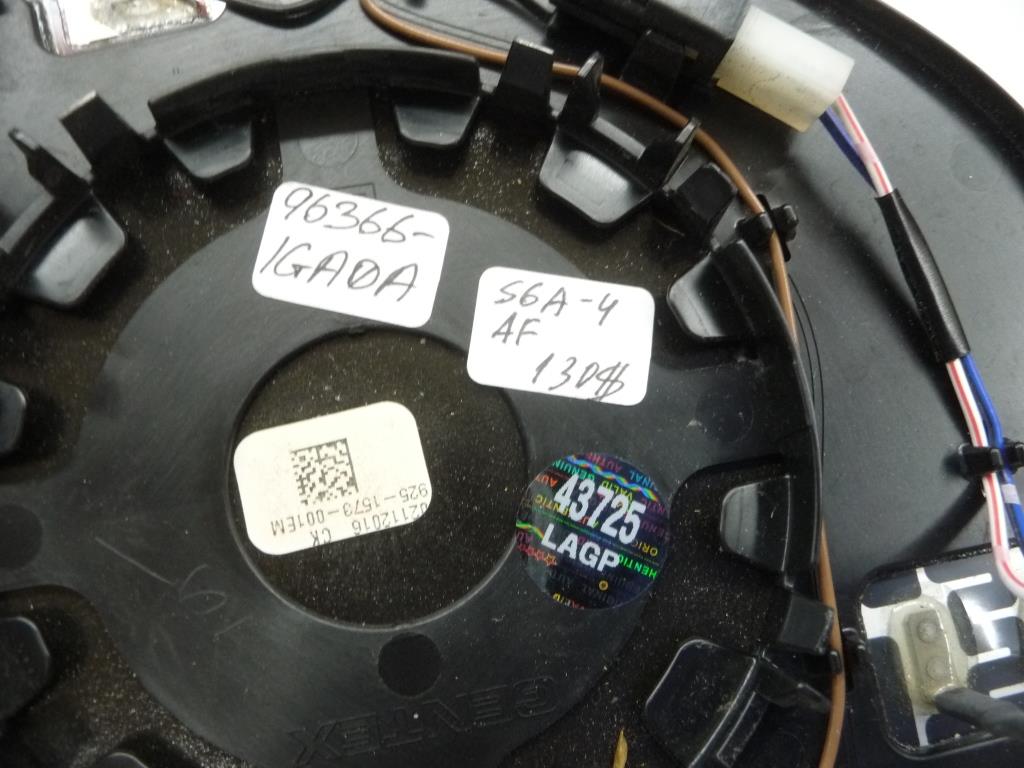 96366-
1GA0A
S6A-4
AF
130$
02112016 CK
925-1573-001EM
43725
LAGP
GENTEX